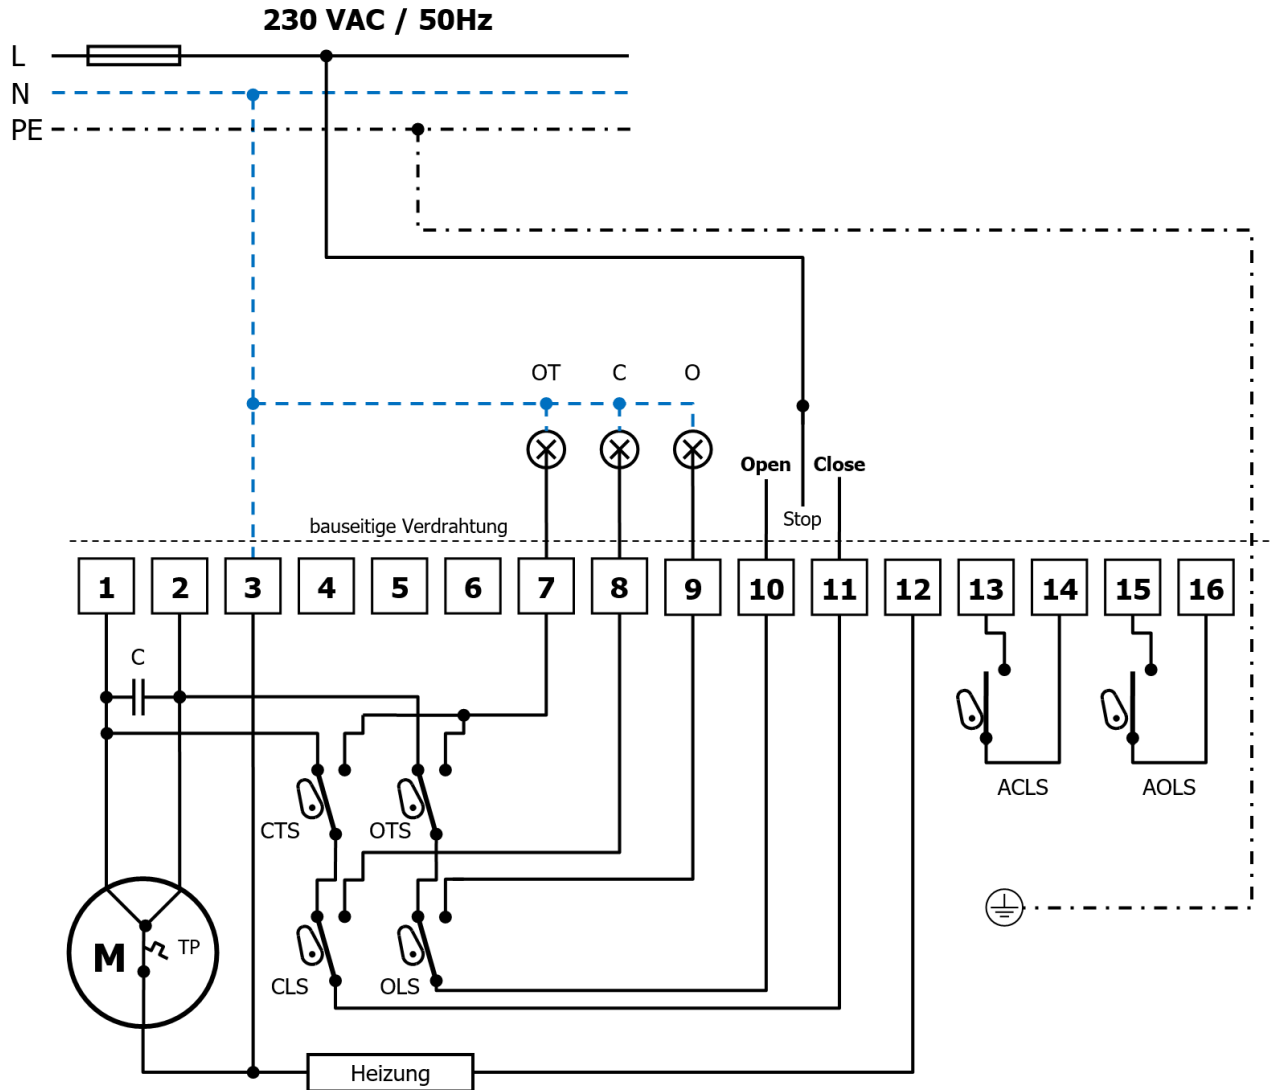 230 VAC / 50Hz
L
N
PE
OT C O
Open Close
Stop
bauseitige Verdrahtung
1 2 3 4 5 6 7 8 9 10 11 12 13 14 15 16
C
ACLS AOLS
CTS OTS
M TP
CLS OLS
Heizung